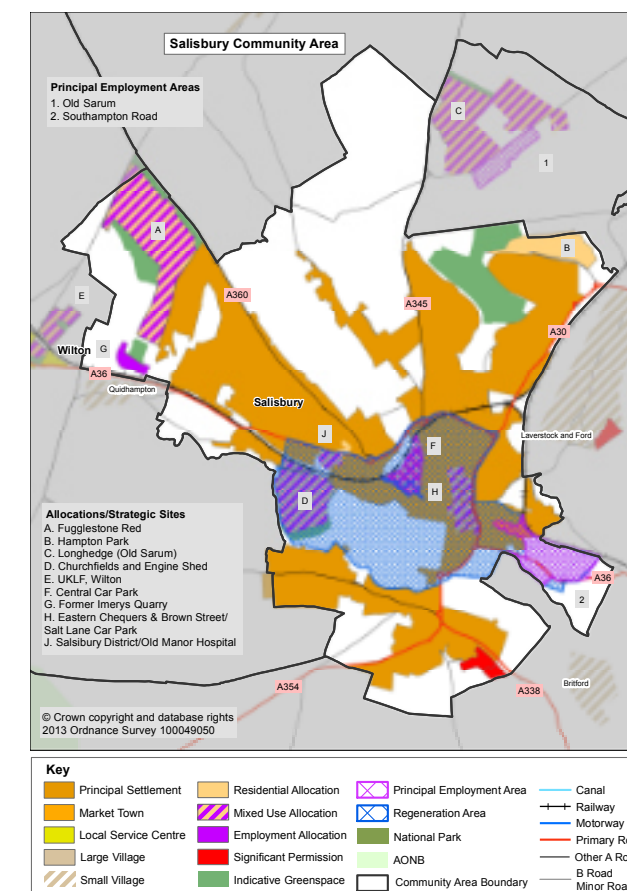 Salisbury Community Area
Principal Employment Areas
1. Old Sarum
2. Southampton Road
C
1
A
B
E
A360
A345
A30
Wilton
G
A36
Quidhampton
Salisbury
J
F
Laverstock and Ford
H
D
Allocations/Strategic Sites
A. Fugglestone Red
B. Hampton Park
C. Longhedge (Old Sarum)
D. Churchfields and Engine Shed
E. UKLF, Wilton
F. Central Car Park
G. Former Imerys Quarry
H. Eastern Chequers & Brown Street/
Salt Lane Car Park
J. Salsibury District/Old Manor Hospital
A36
2
A354
A338
Britford
© Crown copyright and database rights
2013 Ordnance Survey 100049050
Key
Principal Settlement
Residential Allocation
Principal Employment Area
Canal
Market Town
Mixed Use Allocation
Regeneration Area
Railway
Motorway
Local Service Centre
Employment Allocation
National Park
Primary
Large Village
Significant Permission
AONB
Other A
Small Village
Indicative Greenspace
Community Area Boundary
B Road
Minor